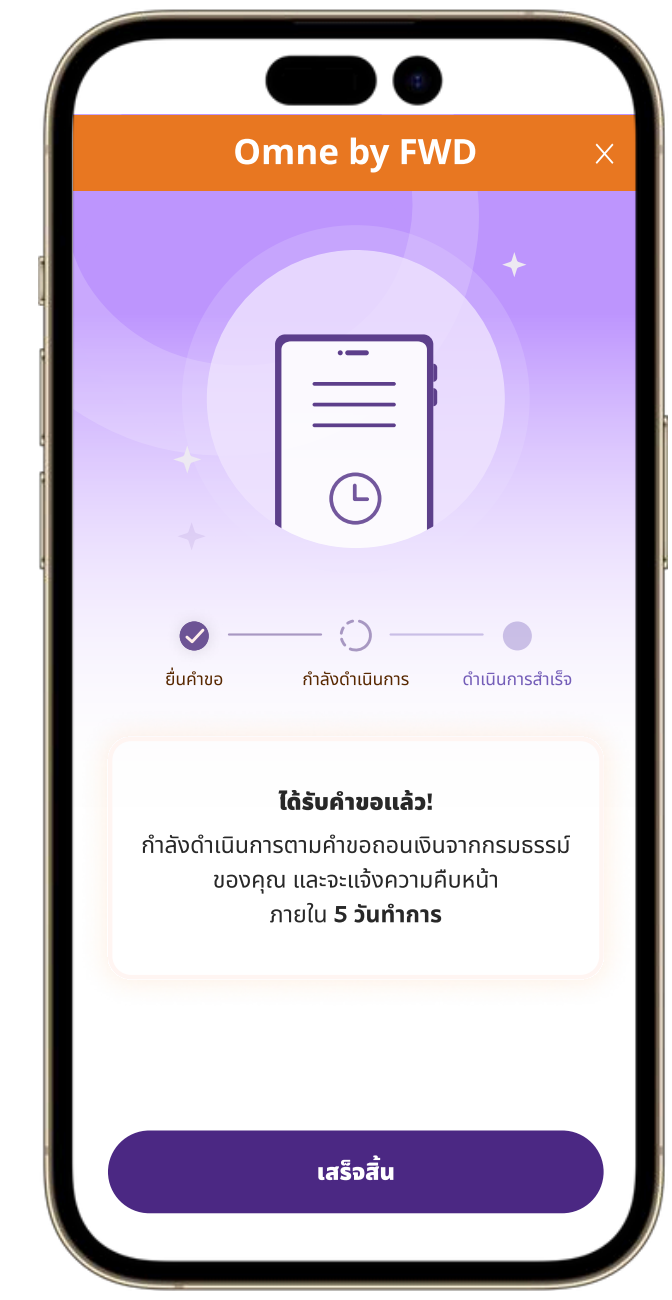 Omne by FWD
ยื่นคำขอ
กำลังดำเนินการ
ดำเนินการสำเร็จ
ได้รับคำขอแล้ว!
กำลังดำเนินการตามคำขอถอนเงินจากกรมธรรม์
ของคุณ และจะแจ้งความคืบหน้า
ภายใน 5 วันทำการ
เสร็จสิ้น